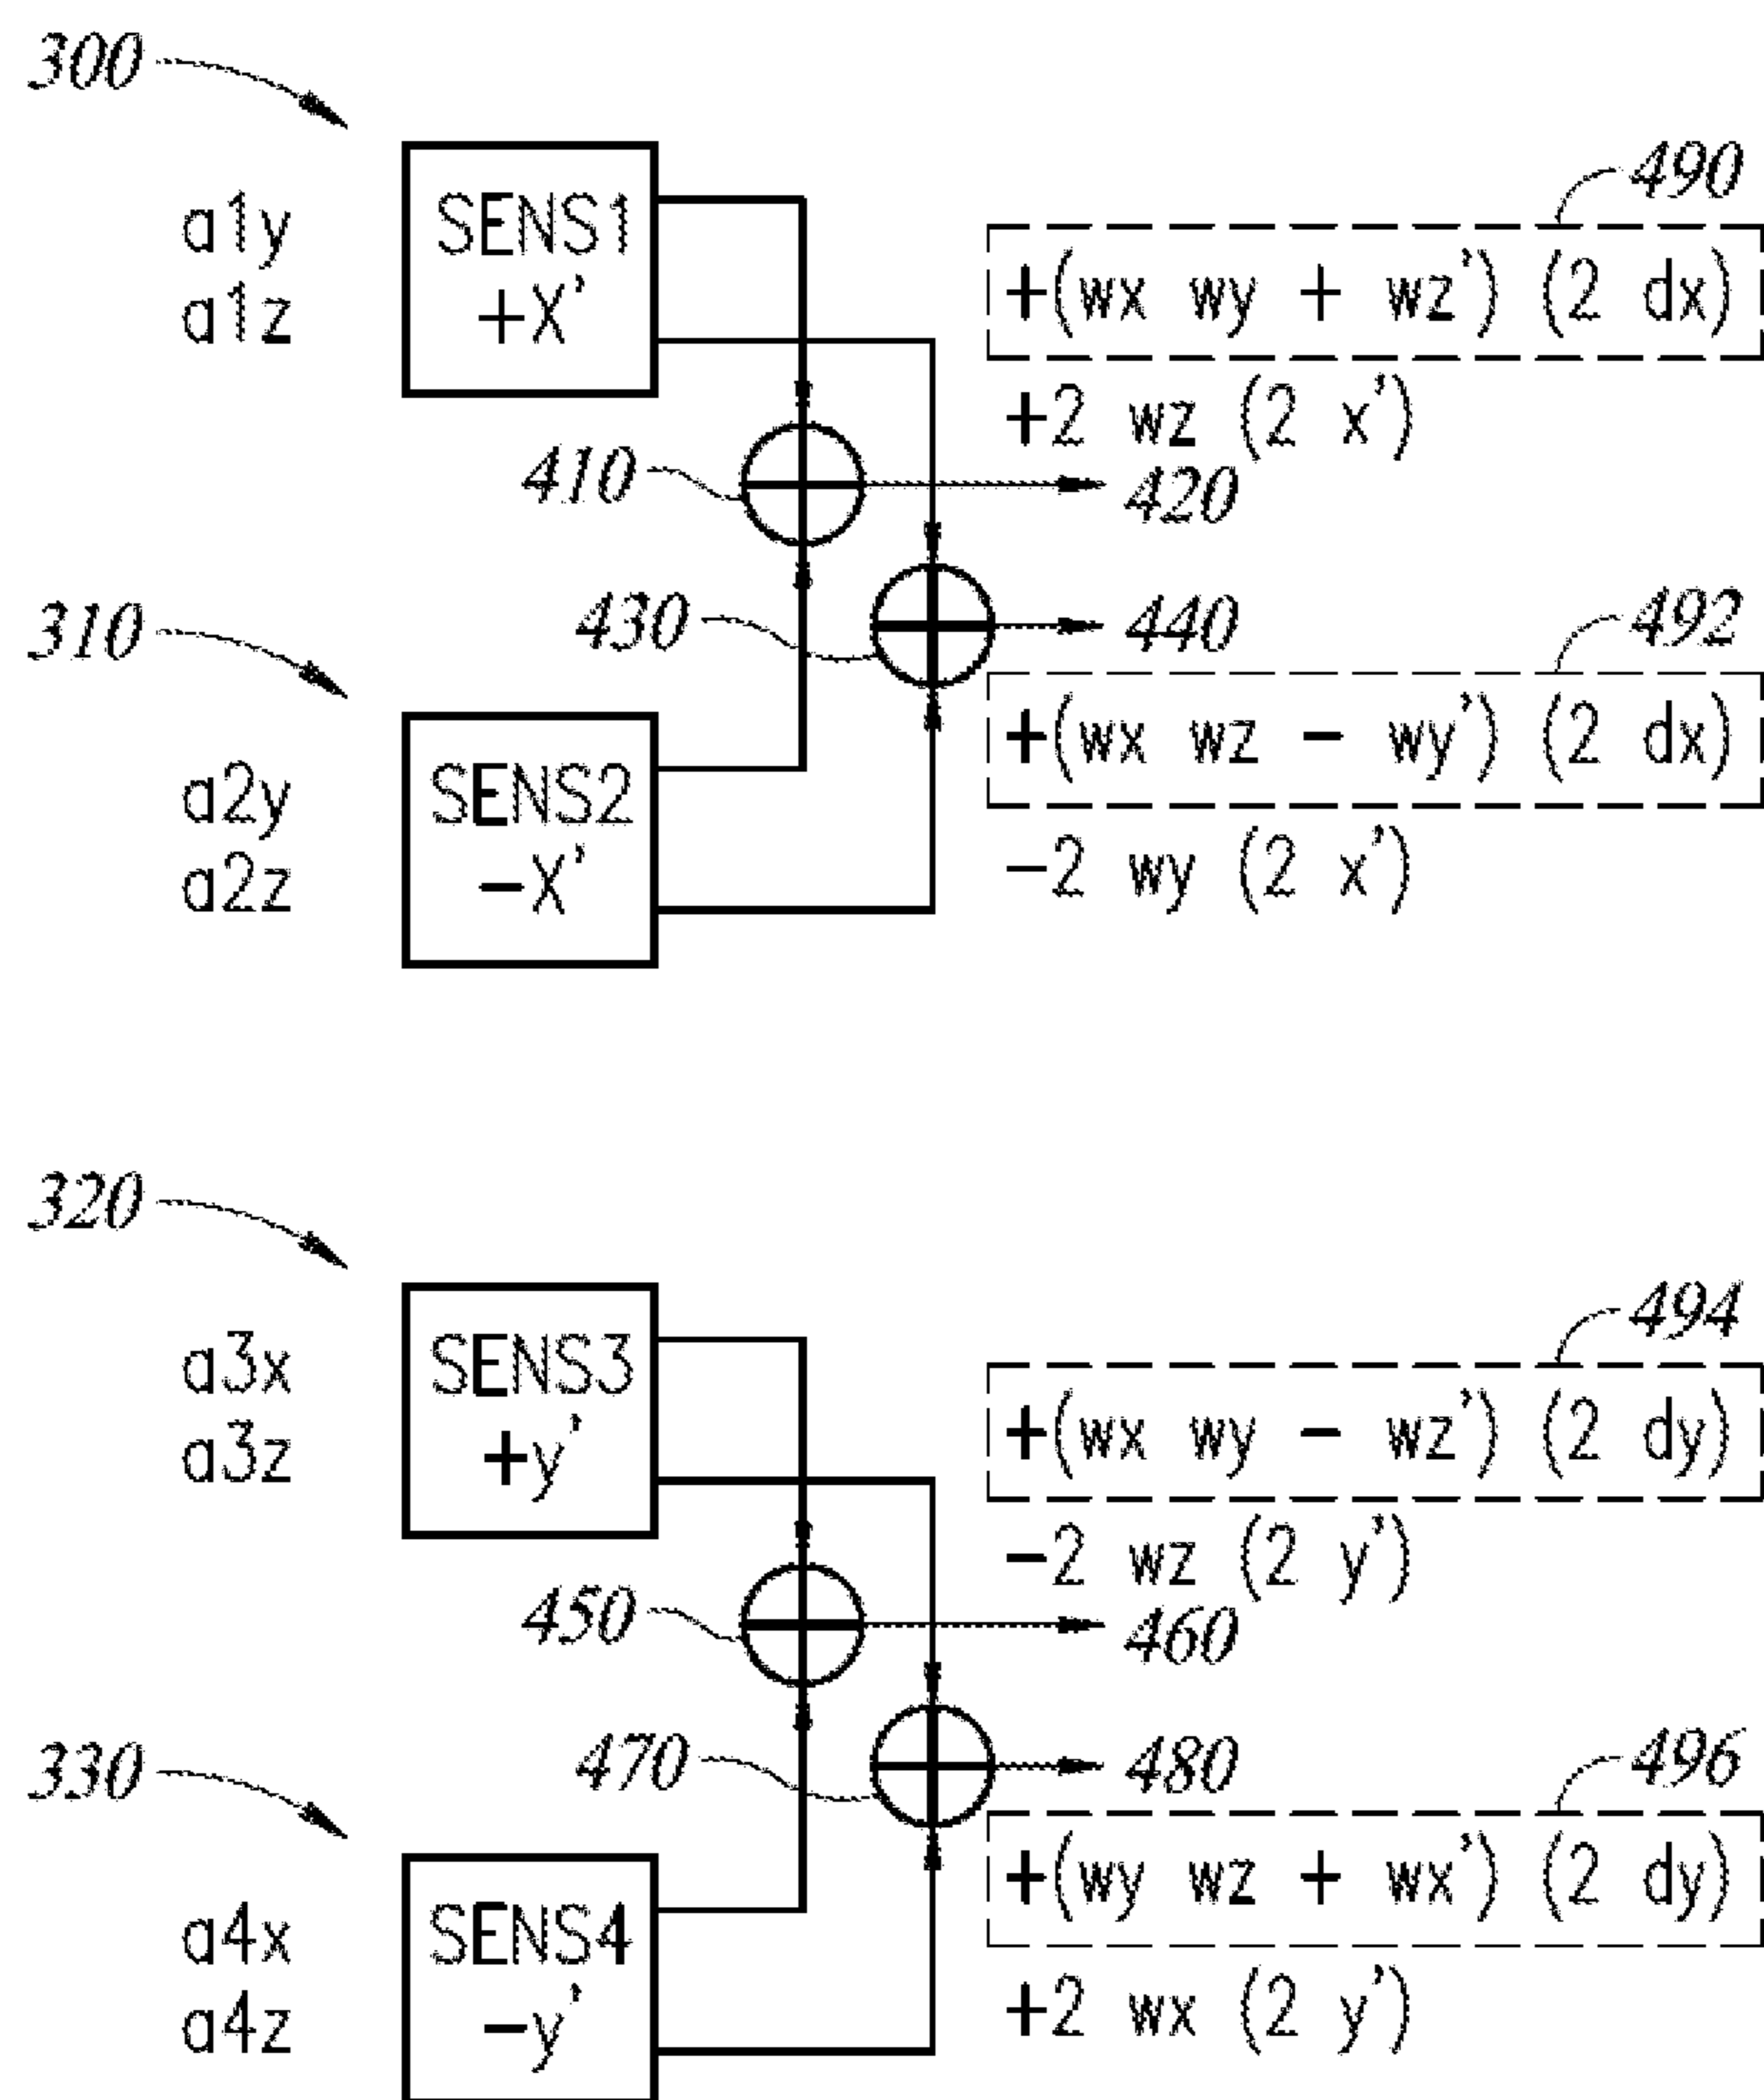 300
490
a1y
a1z
SENS1
+X'
+(wx wy + wz') (2 dx)
+2 wz (2 x')
410
420
310
430
440
492
a2y
a2z
SENS2
-X'
+(wx wz - wy') (2 dx)
-2 wy (2 x')
320
494
a3x
a3z
SENS3
+y'
+(wx wy - wz') (2 dy)
-2 wz (2 y')
450
460
330
470
480
496
a4x
a4z
SENS4
-y'
+(wy wz + wx') (2 dy)
+2 wx (2 y')